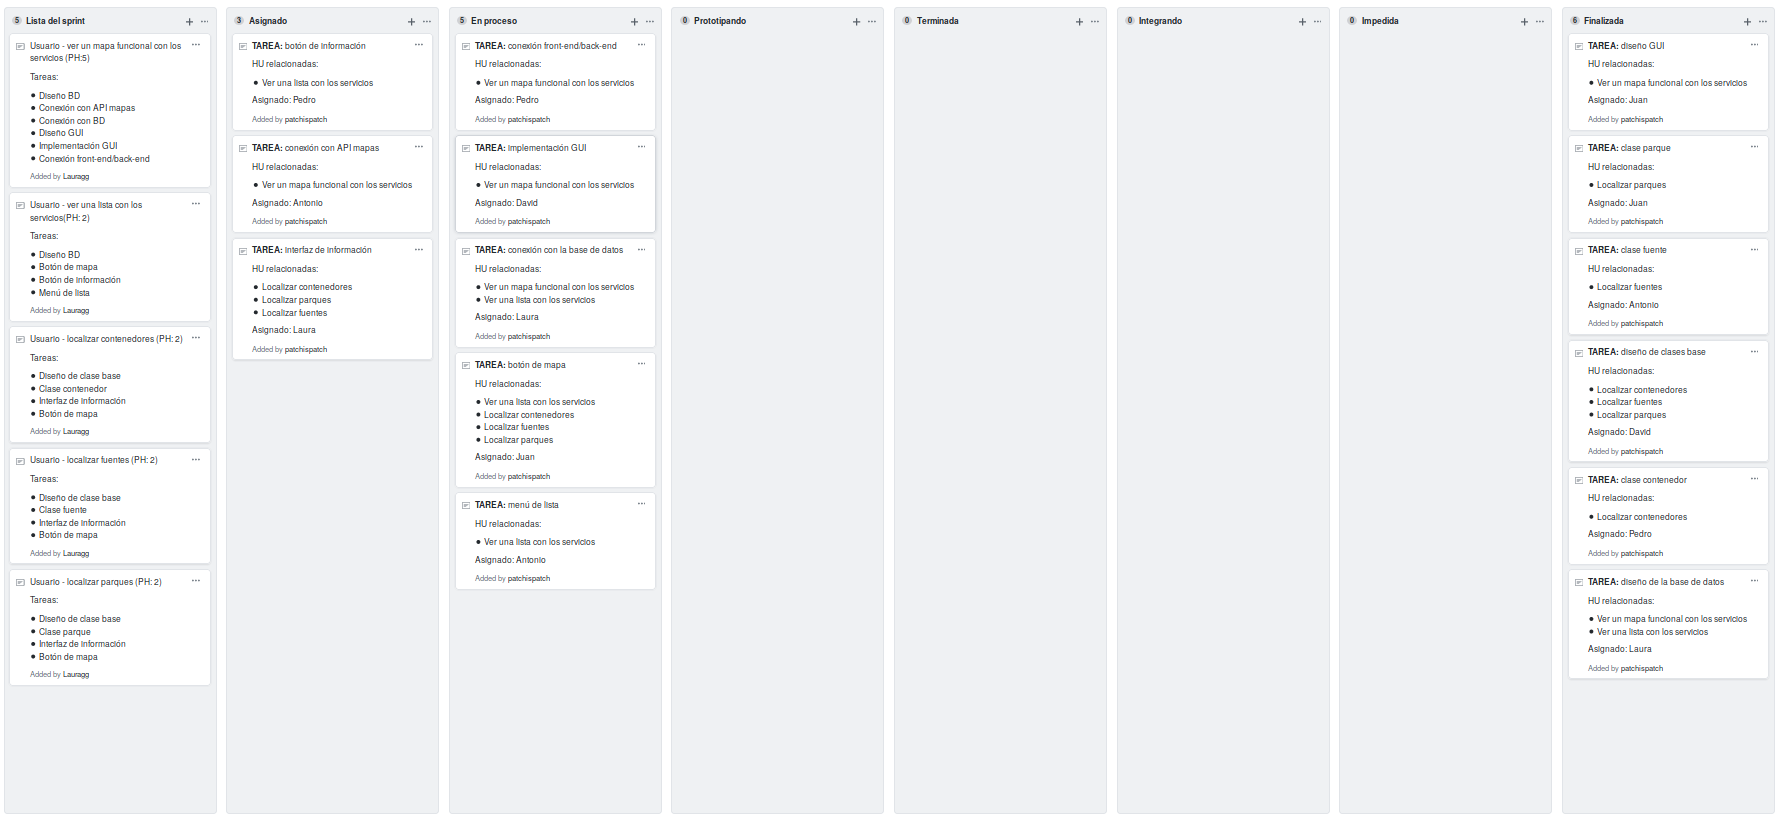 5 Lista del sprint
Usuario - ver un mapa funcional con los
servicios (PH:5)
Tareas:
Diseño BD
Conexión con API mapas
Conexión con BD
Diseño GUI
Implementación GUI
Conexión front-end/back-end
Added by Lauragg
Usuario - ver una lista con los
servicios(PH: 2)
Tareas:
Diseño BD
Botón de mapa
Botón de información
Menú de lista
Added by Lauragg
Usuario - localizar contenedores (PH: 2)
Tareas:
Diseño de clase base
Clase contenedor
Interfaz de información
Botón de mapa
Added by Lauragg
Usuario - localizar fuentes (PH: 2)
Tareas:
Diseño de clase base
Clase fuente
Interfaz de información
Botón de mapa
Added by Lauragg
Usuario - localizar parques (PH: 2)
Tareas:
Diseño de clase base
Clase parque
Interfaz de información
Botón de mapa
Added by Lauragg
3 Asignado
TAREA: botón de información
HU relacionadas:
Ver una lista con los servicios
Asignado: Pedro
Added by patchispatch
TAREA: conexión con API mapas
HU relacionadas:
Ver un mapa funcional con los servicios
Asignado: Antonio
Added by patchispatch
TAREA: interfaz de información
HU relacionadas:
Localizar contenedores
Localizar parques
Localizar fuentes
Asignado: Laura
Added by patchispatch
5 En proceso
TAREA: conexión front-end/back-end
HU relacionadas:
Ver un mapa funcional con los servicios
Asignado: Pedro
Added by patchispatch
TAREA: implementación GUI
HU relacionadas:
Ver un mapa funcional con los servicios
Asignado: David
Added by patchispatch
TAREA: conexión con la base de datos
HU relacionadas:
Ver un mapa funcional con los servicios
Ver una lista con los servicios
Asignado: Laura
Added by patchispatch
TAREA: botón de mapa
HU relacionadas:
Ver una lista con los servicios
Localizar contenedores
Localizar fuentes
Localizar parques
Asignado: Juan
Added by patchispatch
TAREA: menú de lista
HU relacionadas:
Ver una lista con los servicios
Asignado: Antonio
Added by patchispatch
0 Prototipando
0 Terminada
0 Integrando
0 Impedida
6 Finalizada
TAREA: diseño GUI
HU relacionadas:
Ver un mapa funcional con los servicios
Asignado: Juan
Added by patchispatch
TAREA: clase parque
HU relacionadas:
Localizar parques
Asignado: Juan
Added by patchispatch
TAREA: clase fuente
HU relacionadas:
Localizar fuentes
Asignado: Antonio
Added by patchispatch
TAREA: diseño de clases base
HU relacionadas:
Localizar contenedores
Localizar fuentes
Localizar parques
Asignado: David
Added by patchispatch
TAREA: clase contenedor
HU relacionadas:
Localizar contenedores
Asignado: Pedro
Added by patchispatch
TAREA: diseño de la base de datos
HU relacionadas:
Ver un mapa funcional con los servicios
Ver una lista con los servicios
Asignado: Laura
Added by patchispatch